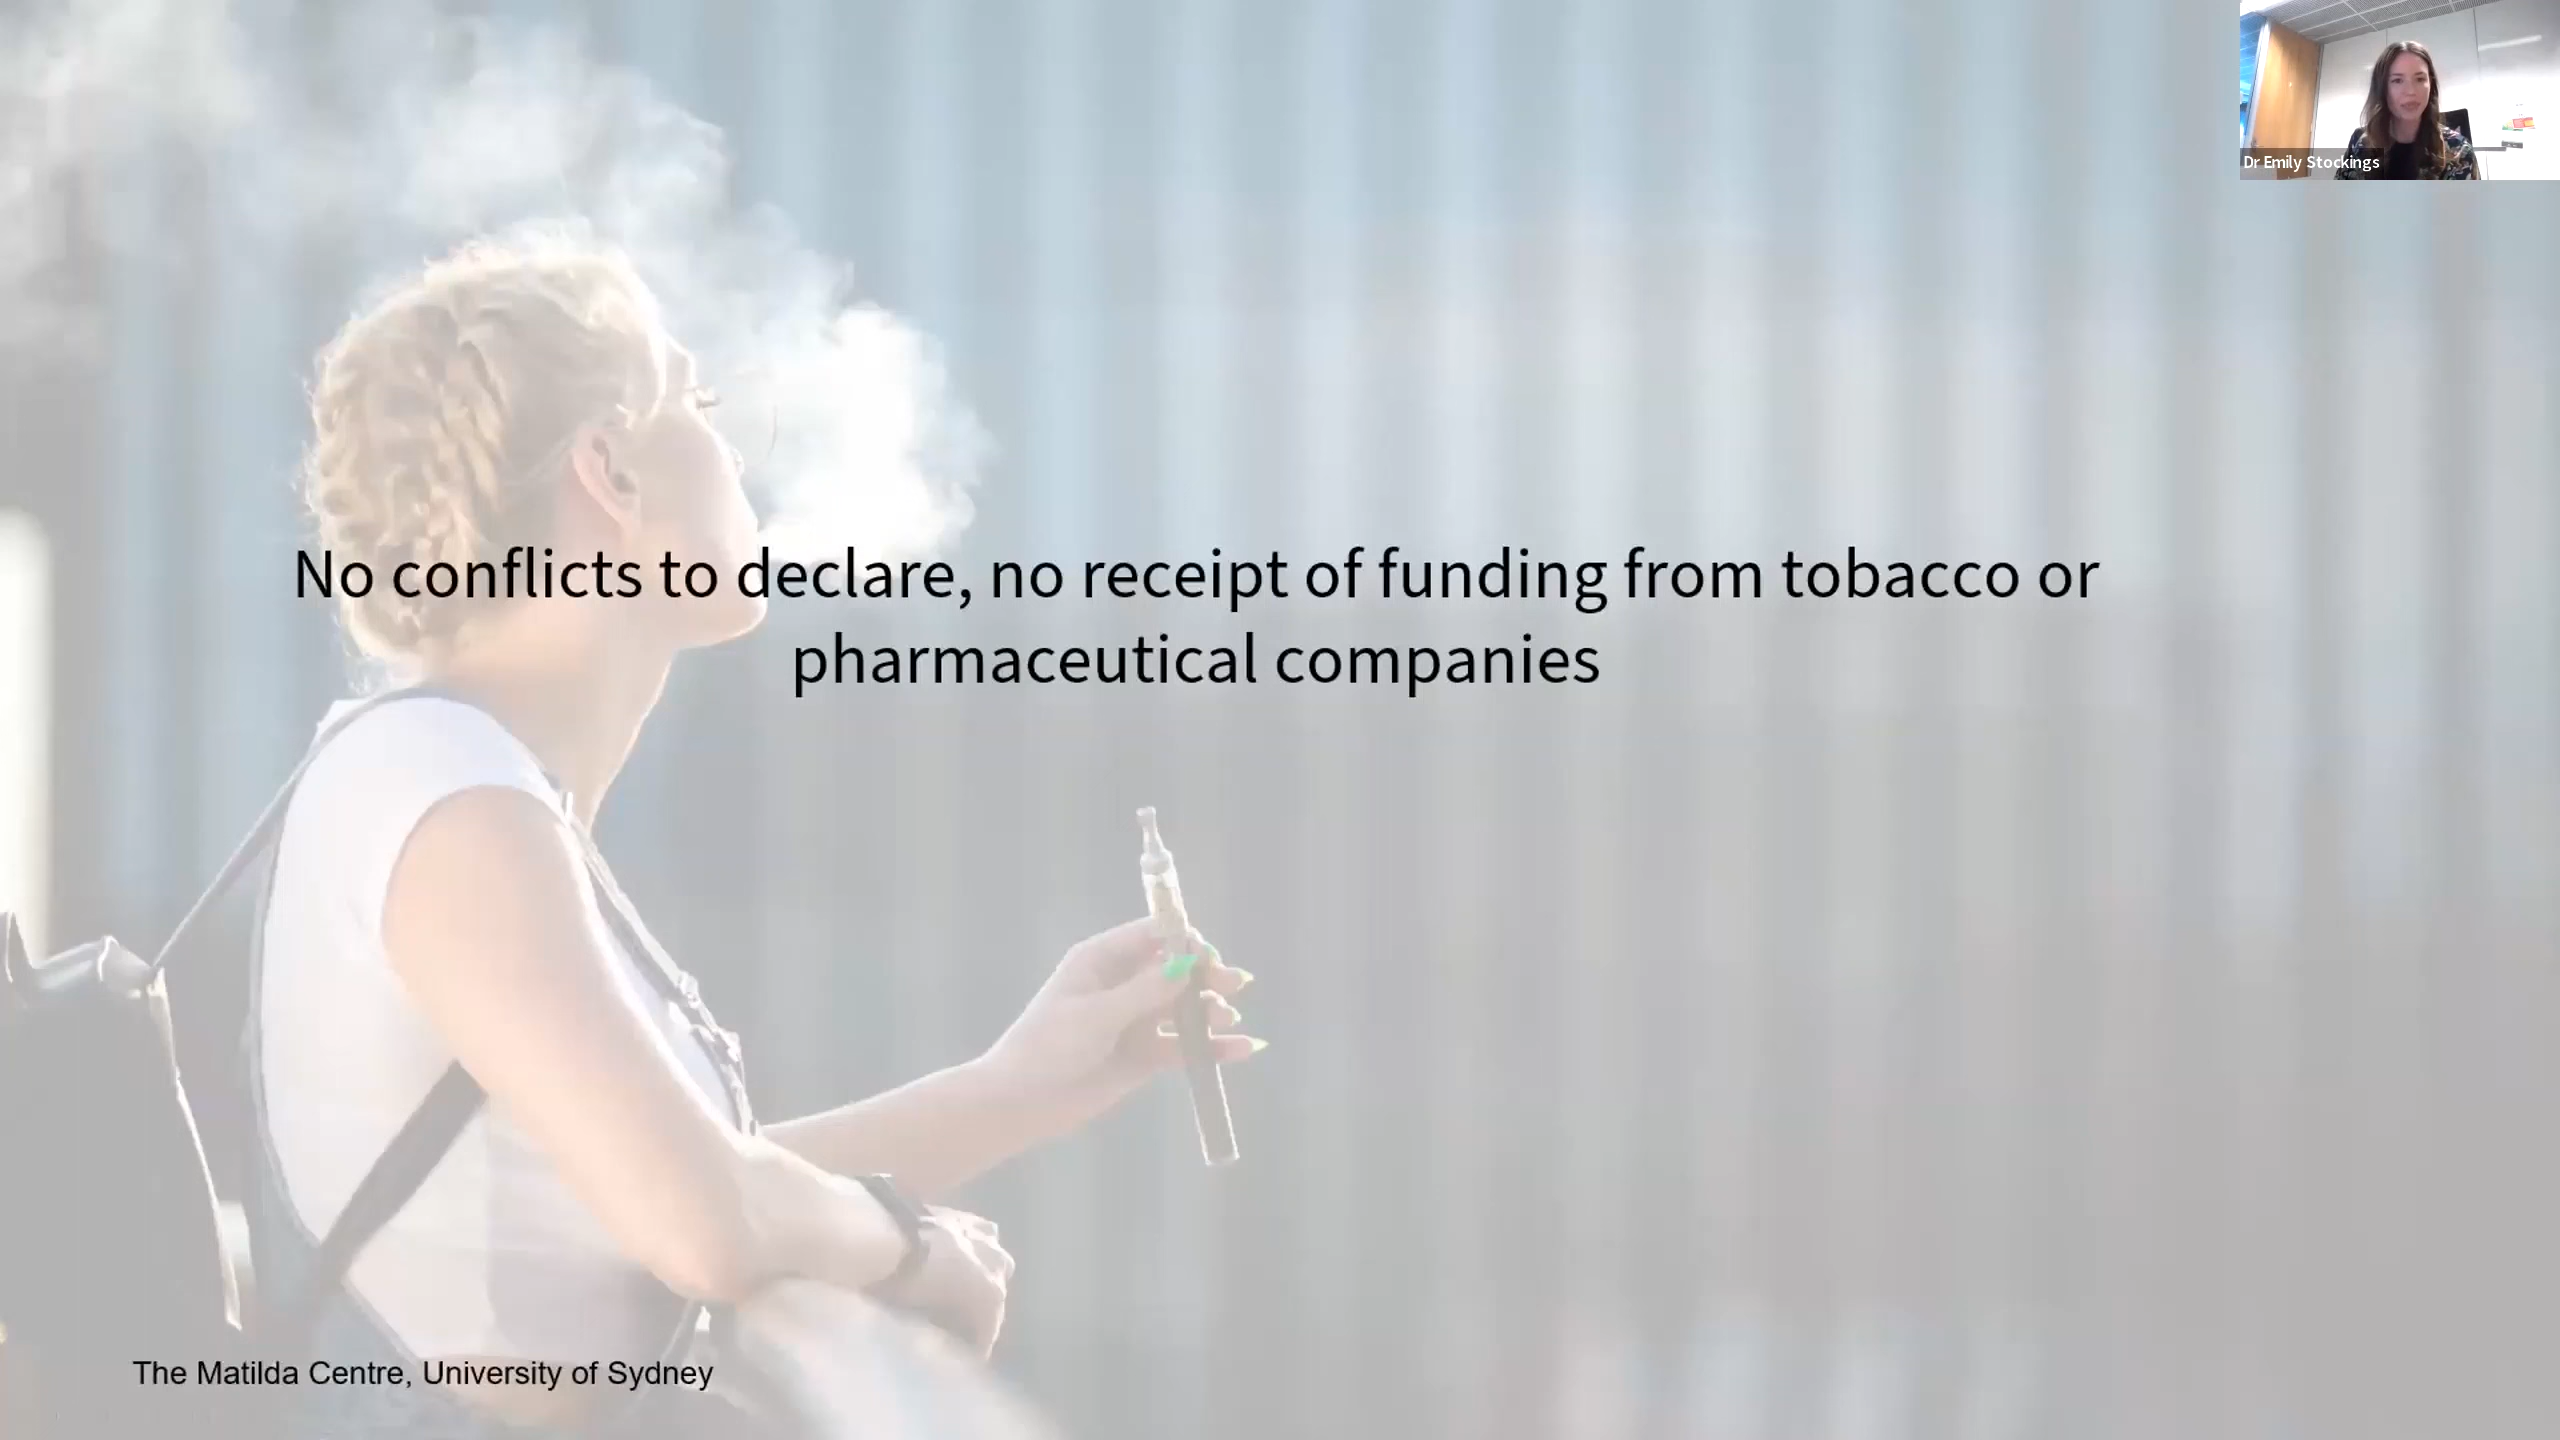 Dr Emily Stockings
No conflicts to declare, no receipt of funding from tobacco or
pharmaceutical companies
The Matilda Centre, University of Sydney